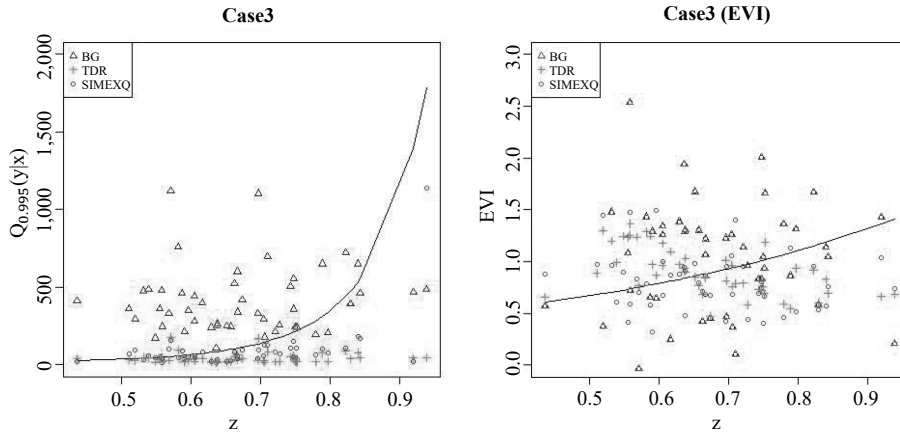 Case3
Q0.995(y|x)
2,000
1,500
1,000
500
0
△ BG
+ TDR
○ SIMEXQ
0.5 0.6 0.7 0.8 0.9
z
Case3 (EVI)
EVI
3.0
2.5
2.0
1.5
1.0
0.5
0.0
△ BG
+ TDR
○ SIMEXQ
0.5 0.6 0.7 0.8 0.9
z